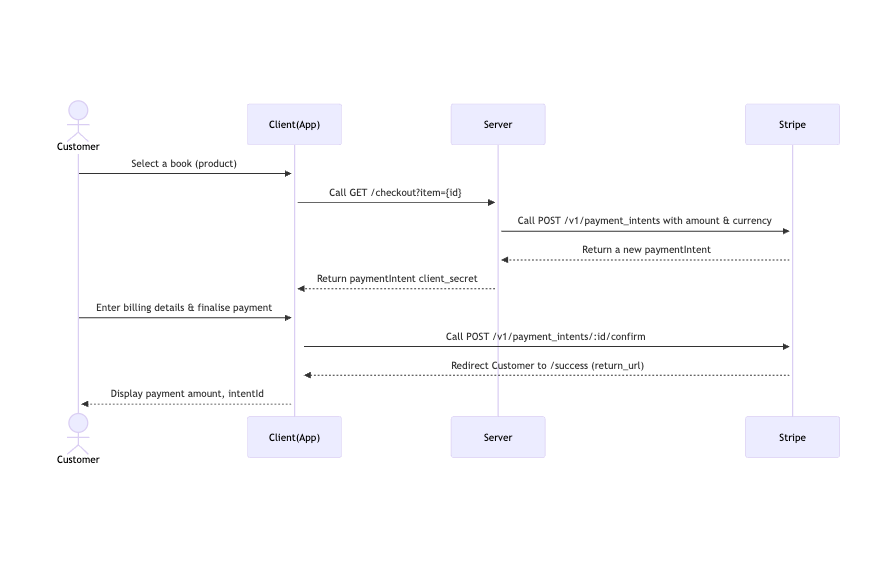 Customer
Client(App)
Server
Stripe
Select a book (product)
Call GET /checkout?item={id}
Call POST /v1/payment_intents with amount & currency
Return a new paymentIntent
Return paymentIntent client_secret
Enter billing details & finalise payment
Call POST /v1/payment_intents/:id/confirm
Redirect Customer to /success (return_url)
Display payment amount, intentId
Customer
Client(App)
Server
Stripe